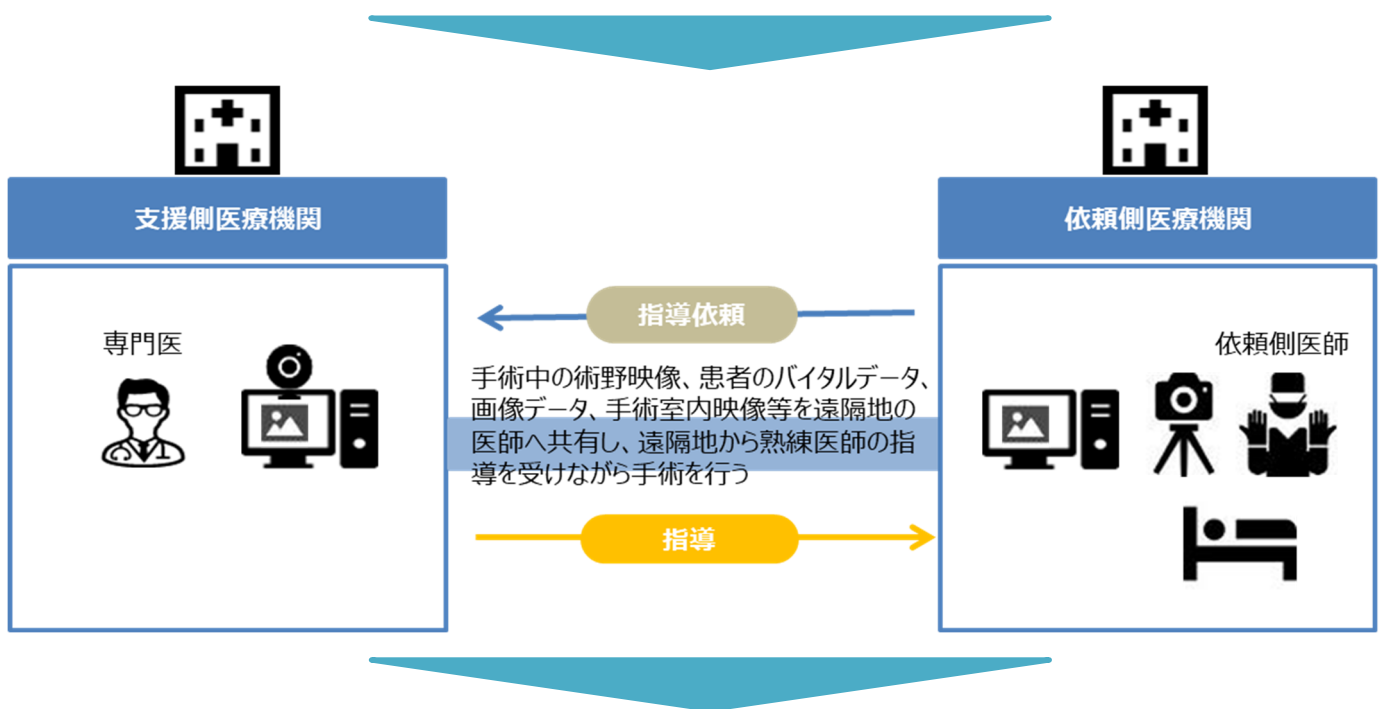 支援側医療機関
依頼側医療機関
指導依頼
専門医
依頼側医師
手術中の術野映像、患者のバイタルデータ、
画像データ、手術室内映像等を遠隔地の
医師へ共有し、遠隔地から熟練医師の指
導を受けながら手術を行う
指導